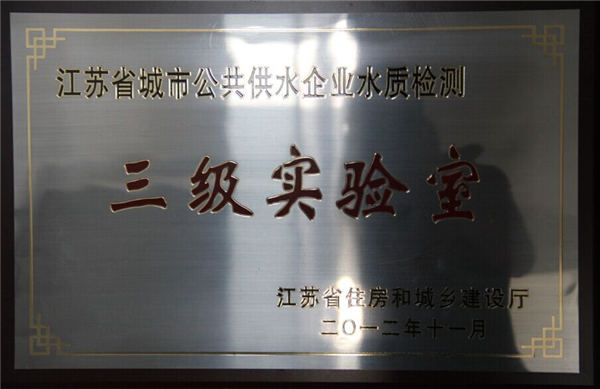 江苏省城市公共供水企业水质检测
三级实验室
江苏省住房和城乡建设厅
二〇一二年十一月